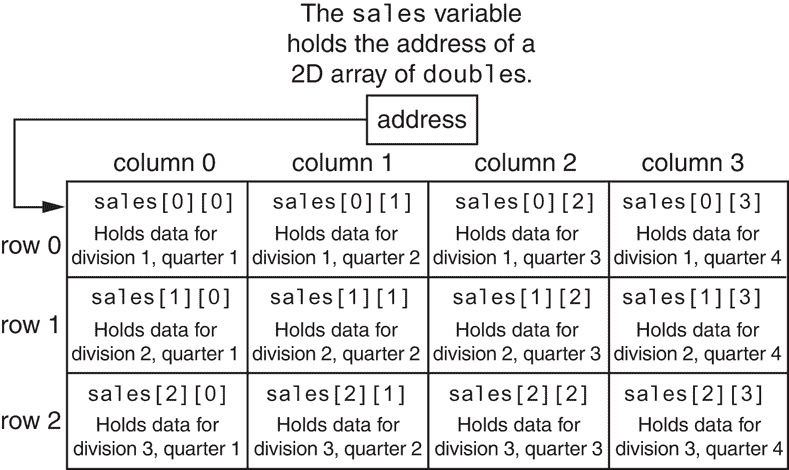 The sales variable
holds the address of a
2D array of doubles.
address
column 0 column 1 column 2 column 3
row 0
sales[0][0] sales[0][1] sales[0][2] sales[0][3]
Holds data for Holds data for Holds data for Holds data for
division 1, quarter 1 division 1, quarter 2 division 1, quarter 3 division 1, quarter 4
row 1
sales[1][0] sales[1][1] sales[1][2] sales[1][3]
Holds data for Holds data for Holds data for Holds data for
division 2, quarter 1 division 2, quarter 2 division 2, quarter 3 division 2, quarter 4
row 2
sales[2][0] sales[2][1] sales[2][2] sales[2][3]
Holds data for Holds data for Holds data for Holds data for
division 3, quarter 1 division 3, quarter 2 division 3, quarter 3 division 3, quarter 4